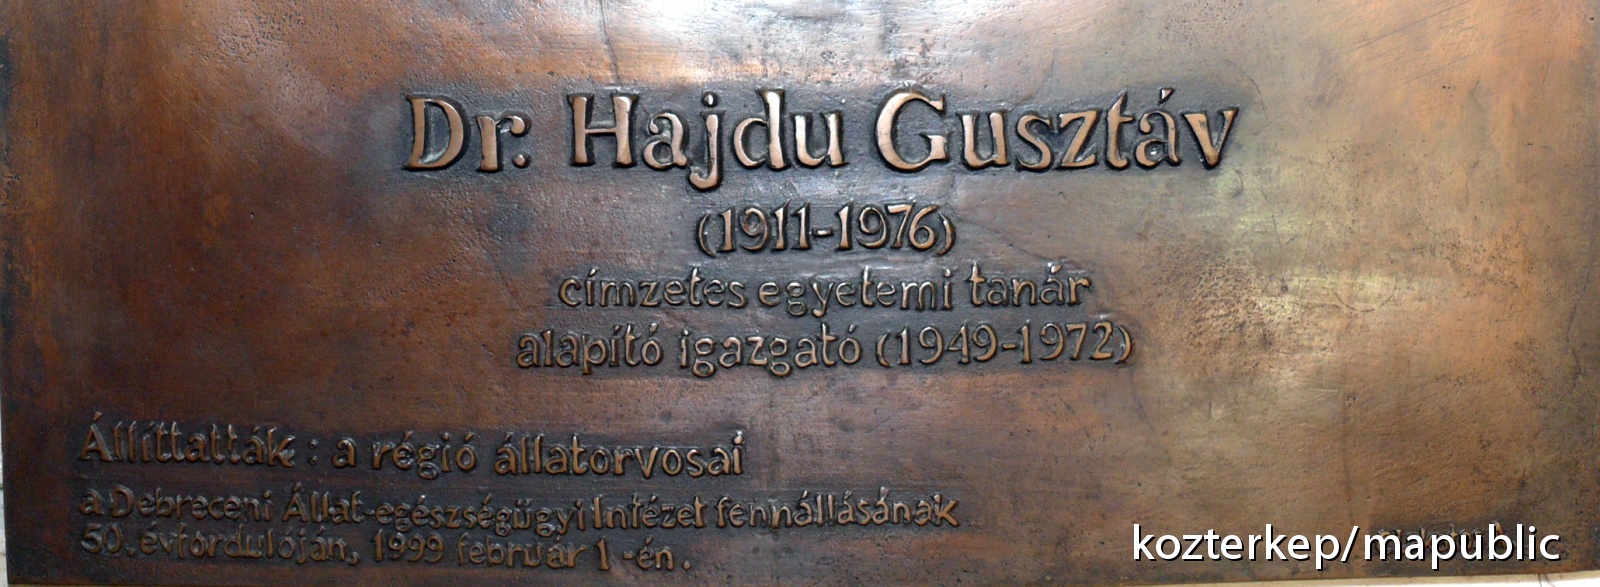 Dr. Hajdu Gusztáv
(1911-1976)
címzetes egyetemi tanár
alapító igazgató (1949-1972)
Állíttatták: a régió állatorvosai
a Debreceni Állat-egészségügyi Intézet fennállásának
50. évfordulóján, 1999 február 1-én.
kozterkep/mapublic